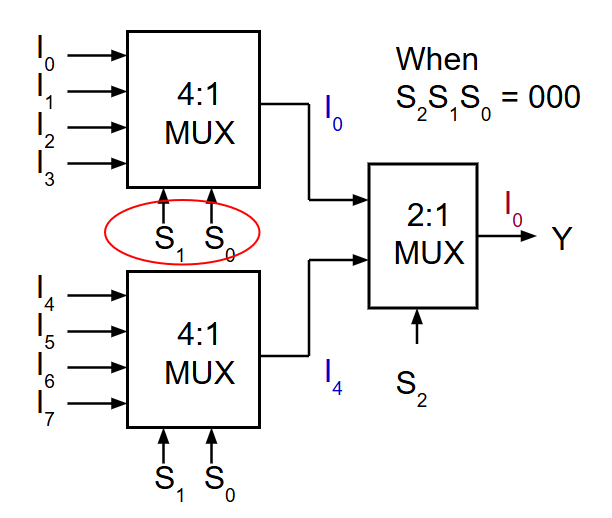 I0
I1
I2
I3
4:1
MUX
S1 S0
I0
When
S2S1S0 = 000
2:1
MUX
I0
Y
S2
I4
I5
I6
I7
4:1
MUX
S1 S0
I4